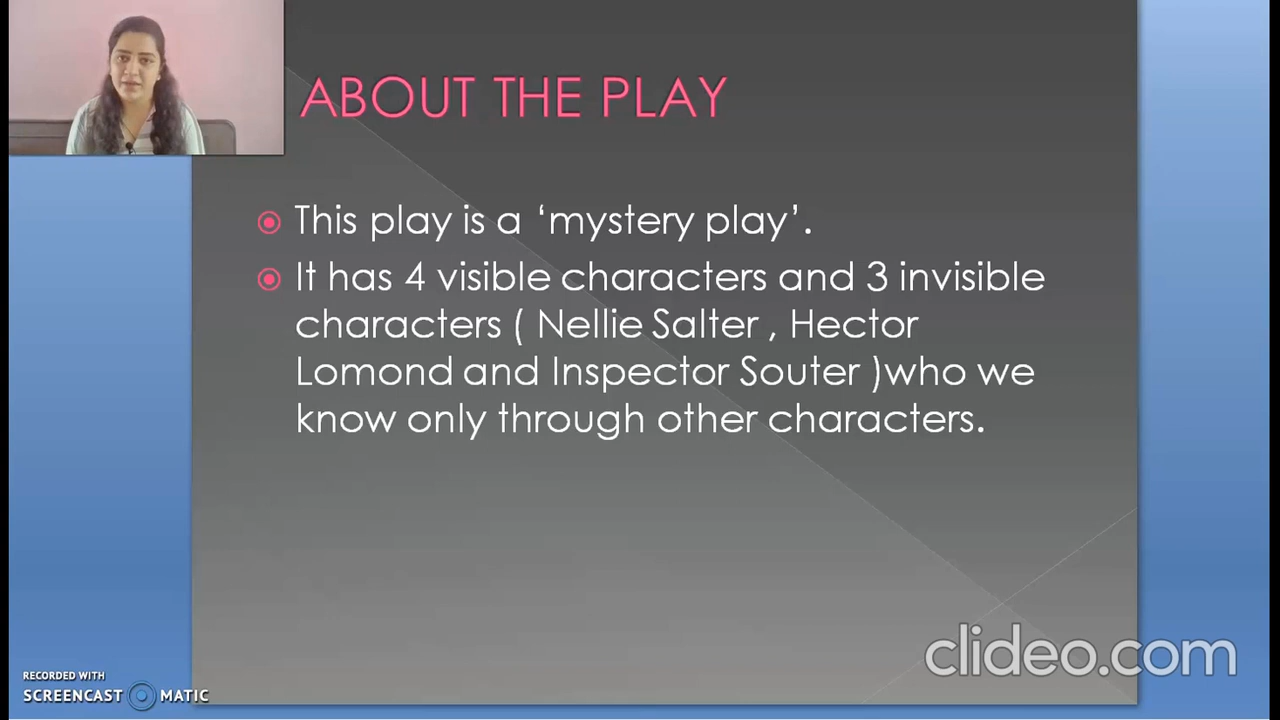 ABOUT THE PLAY
This play is a ‘mystery play’.
It has 4 visible characters and 3 invisible
characters ( Nellie Salter , Hector
Lomond and Inspector Souter )who we
know only through other characters.
clideo.com
RECORDED WITH
SCREENCAST MATIC